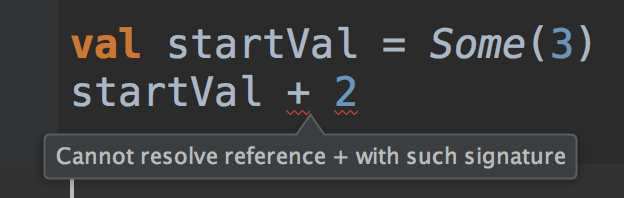 val startVal = Some(3)
startVal + 2
Cannot resolve reference + with such signature